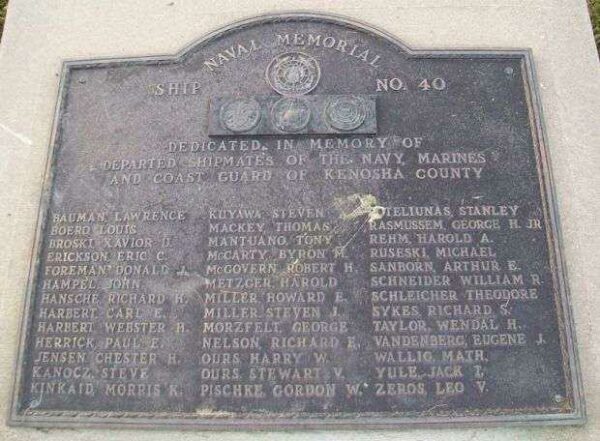 NAVAL MEMORIAL
SHIP NO. 40
DEDICATED IN MEMORY OF
DEPARTED SHIPMATES OF THE NAVY MARINES
AND COAST GUARD OF KENOSHA COUNTY
BAUMAN, LAWRENCE KUYAWA STEVEN STELIUNAS, STANLEY
BOERD LOUIS MACKEY THOMAS RASMUSSEM, GEORGE H. JR
BROSKI, XAVIOR D. MANTUANO, TONY REHM, HAROLD A.
ERICKSON, ERIC C. McCARTY, BYRON M. RUSESKI, MICHAEL
FOREMAN, DONALD J. McGOVERN, ROBERT H. SANBORN, ARTHUR E.
HAMPEL, JOHN METZGER, HAROLD SCHNEIDER WILLIAM R.
HANSCHE, RICHARD H. MILLER, HOWARD E. SCHLEICHER THEODORE
HARBERT, CARL E. MILLER, STEVEN J. SYKES, RICHARD S.
HARBERT, WEBSTER H. MORZFELT, GEORGE TAYLOR, WENDAL H.
HERRICK, PAUL E. NELSON, RICHARD E. VANDENBERG, EUGENE J.
JENSEN, CHESTER H. OURS, HARRY W. WALLIG, MATH.
KANOCZ, STEVE OURS, STEWART V. YULE, JACK I.
KINKAID, MORRIS K. PISCHKE, GORDON W. ZEROS, LEO V.